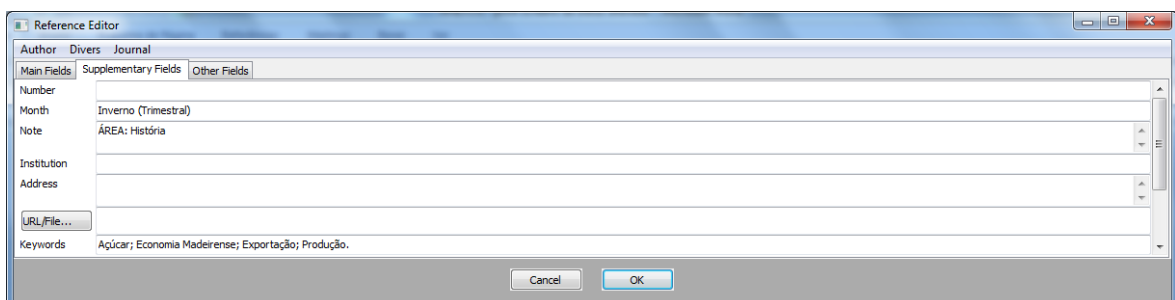 Reference Editor
Author Divers Journal
Main Fields Supplementary Fields Other Fields
Number
Month Inverno (Trimestral)
Note ÁREA: História
Institution
Address
URL/File...
Keywords Açúcar; Economia Madeirense; Exportação; Produção.
Cancel OK